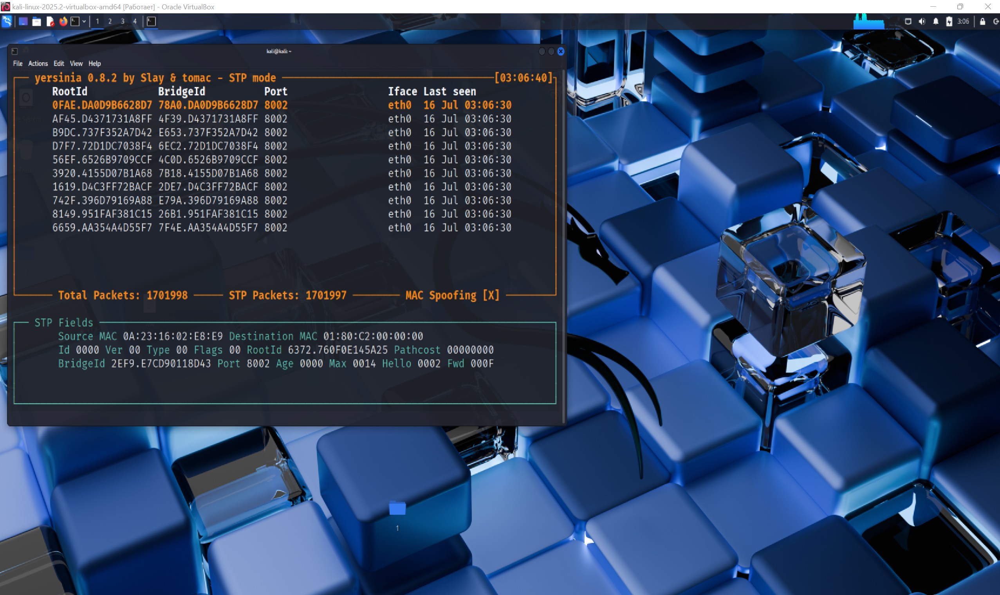 kali-linux-2025.2-virtualbox-amd64 [Работает] - Oracle VirtualBox
1 2 3 4
3:06
kali@kali: ~
File Actions Edit View Help
yersinia 0.8.2 by Slay & tomac - STP mode [03:06:40]
RootId BridgeId Port Iface Last seen
0FAE.DA0D9B6628D7 78A0.DA0D9B6628D7 8002 eth0 16 Jul 03:06:30
AF45.D4371731A8FF 4F39.D4371731A8FF 8002 eth0 16 Jul 03:06:30
B9DC.737F352A7D42 E653.737F352A7D42 8002 eth0 16 Jul 03:06:30
D7F7.72D1DC7038F4 6EC2.72D1DC7038F4 8002 eth0 16 Jul 03:06:30
56EF.6526B9709CCF 4C0D.6526B9709CCF 8002 eth0 16 Jul 03:06:30
3920.4155D07B1A68 7B18.4155D07B1A68 8002 eth0 16 Jul 03:06:30
1619.D4C3FF72BACF 2DE7.D4C3FF72BACF 8002 eth0 16 Jul 03:06:30
742F.396D79169A88 E79A.396D79169A88 8002 eth0 16 Jul 03:06:30
8149.951FAF381C15 26B1.951FAF381C15 8002 eth0 16 Jul 03:06:30
6659.AA354A4D55F7 7F4E.AA354A4D55F7 8002 eth0 16 Jul 03:06:30
Total Packets: 1701998 STP Packets: 1701997 MAC Spoofing [X]
STP Fields
Source MAC 0A:23:16:02:E8:E9 Destination MAC 01:80:C2:00:00:00
Id 0000 Ver 00 Type 00 Flags 00 RootId 6372.760F0E145A25 Pathcost 00000000
BridgeId 2EF9.E7CD90118D43 Port 8002 Age 0000 Max 0014 Hello 0002 Fwd 000F
1